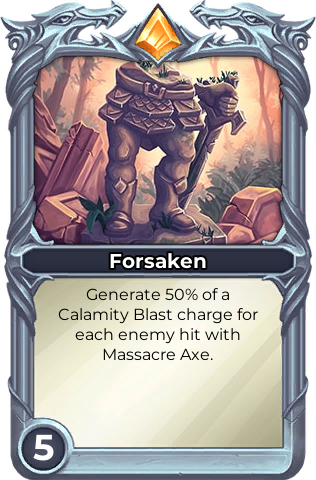 Forsaken
Generate 50% of a
Calamity Blast charge for
each enemy hit with
Massacre Axe.
5